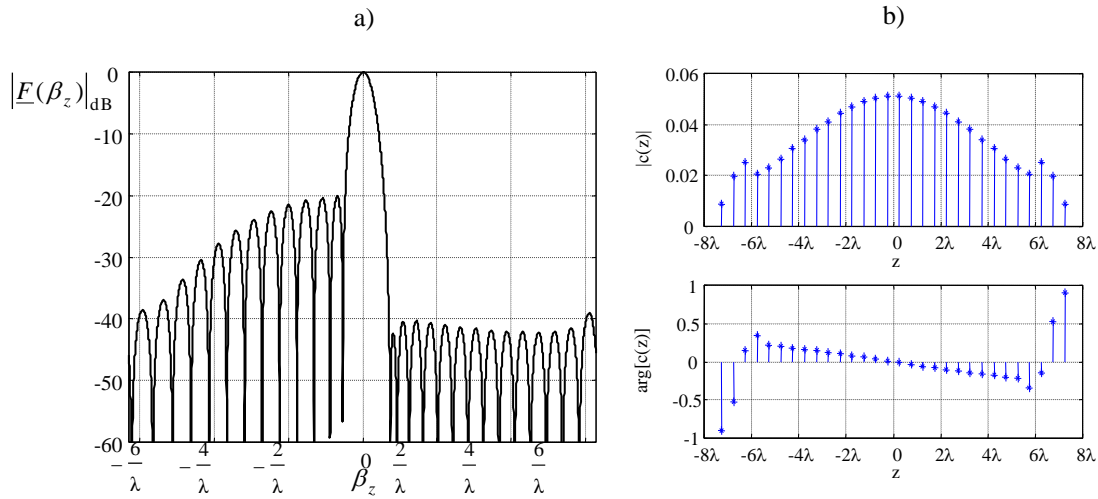 a)
b)
|F(β_z)|_dB
0
-10
-20
-30
-40
-50
-60
− 6/λ
− 4/λ
− 2/λ
0
2/λ
4/λ
6/λ
β_z
0.06
0.04
0.02
0
|c(z)|
-8λ -6λ -4λ -2λ 0 2λ 4λ 6λ 8λ
z
1
0.5
0
-0.5
-1
arg[c(z)]
-8λ -6λ -4λ -2λ 0 2λ 4λ 6λ 8λ
z